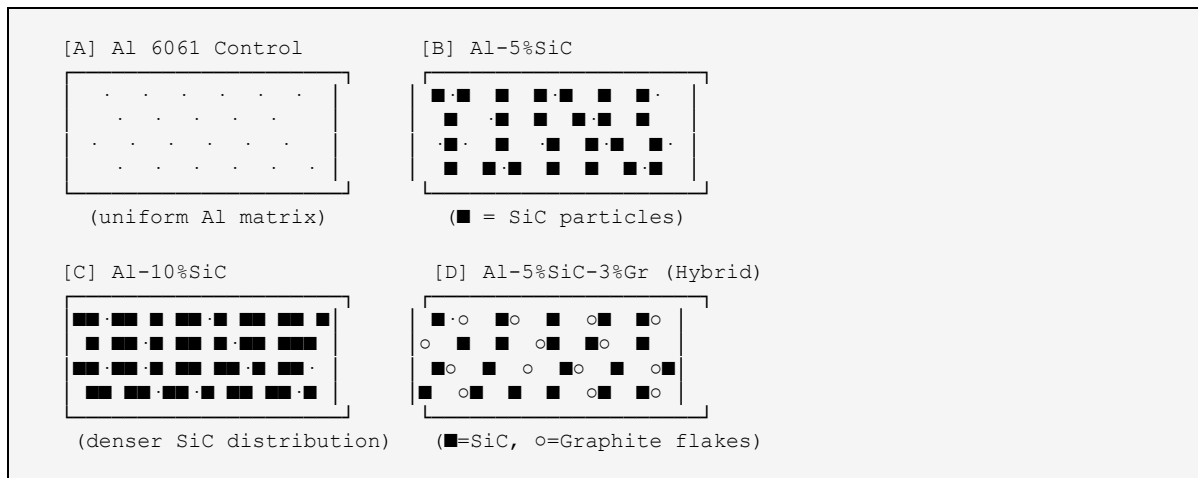 [A] Al 6061 Control [B] Al-5%SiC
· · · · · · ■·■ ■ ■·■ ■ ■·
· · · · · ■ ·■ ■ ■·■ ■
· · · · · · ·■· ■ ·■ ■·■ ■·
· · · · · · ■ ■·■ ■ ■ ■·■
(uniform Al matrix) (■ = SiC particles)
[C] Al-10%SiC [D] Al-5%SiC-3%Gr (Hybrid)
■■·■■ ■ ■■·■ ■■ ■■ ■ ■·○ ■○ ■ ○■ ■○
■ ■■·■ ■■ ■·■■ ■■■ ○ ■ ■ ○■ ■○ ■
■■·■■·■ ■■ ■■·■ ■■· ■○ ■ ○ ■○ ■ ○■
■■ ■■·■■·■ ■■ ■■·■ ■ ○■ ■ ■ ○■ ■○
(denser SiC distribution) (■=SiC, ○=Graphite flakes)